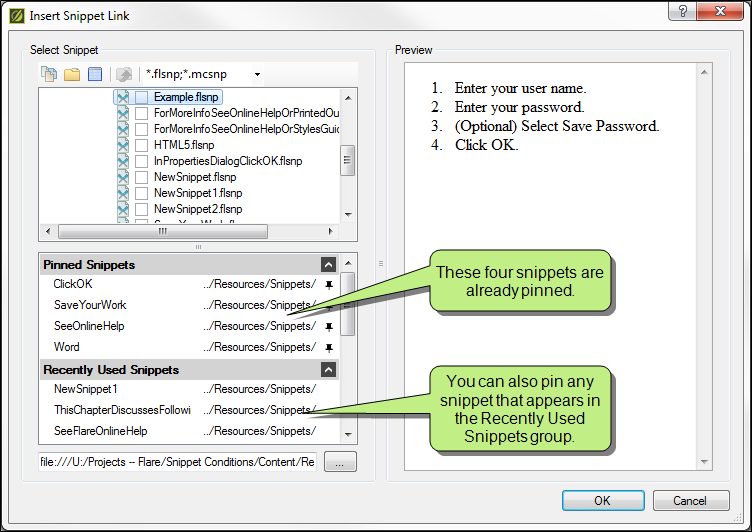 Insert Snippet Link
Select Snippet
*.flsnp;*.mcsnp
Example.flsnp
ForMoreInfoSeeOnlineHelpOrPrintedOu
ForMoreInfoSeeOnlineHelpOrStylesGuid
HTML5.flsnp
InPropertiesDialogClickOK.flsnp
NewSnippet.flsnp
NewSnippet1.flsnp
NewSnippet2.flsnp
Pinned Snippets
ClickOK ../Resources/Snippets/
SaveYourWork ../Resources/Snippets/
SeeOnlineHelp ../Resources/Snippets/
Word ../Resources/Snippets/
Recently Used Snippets
NewSnippet1 ../Resources/Snippets/
ThisChapterDiscussesFollowi ../Resources/Snippets/
SeeFlareOnlineHelp ../Resources/Snippets/
file:///U:/Projects -- Flare/Snippet Conditions/Content/Re
...
Preview
1. Enter your user name.
2. Enter your password.
3. (Optional) Select Save Password.
4. Click OK.
These four snippets are
already pinned.
You can also pin any
snippet that appears in
the Recently Used
Snippets group.
OK
Cancel